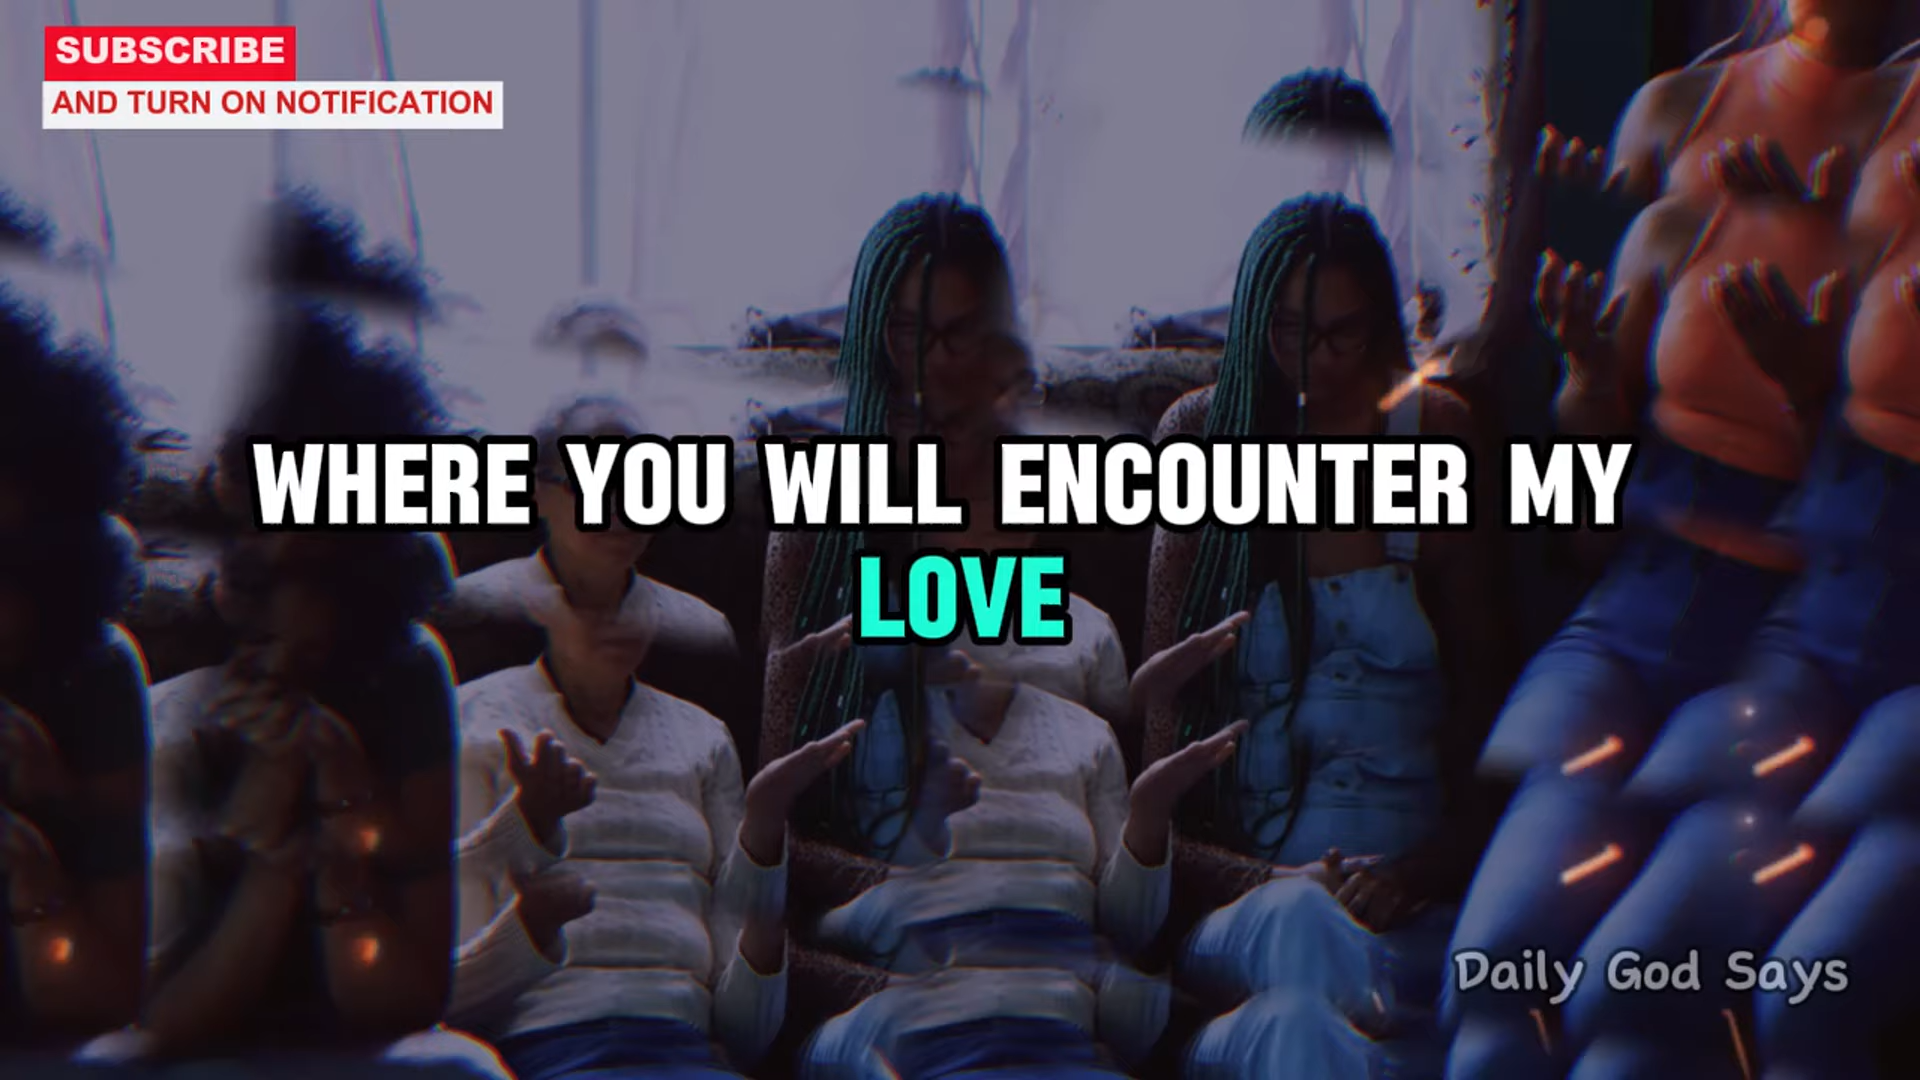 SUBSCRIBE
AND TURN ON NOTIFICATION
WHERE YOU WILL ENCOUNTER MY
LOVE
Daily God Says